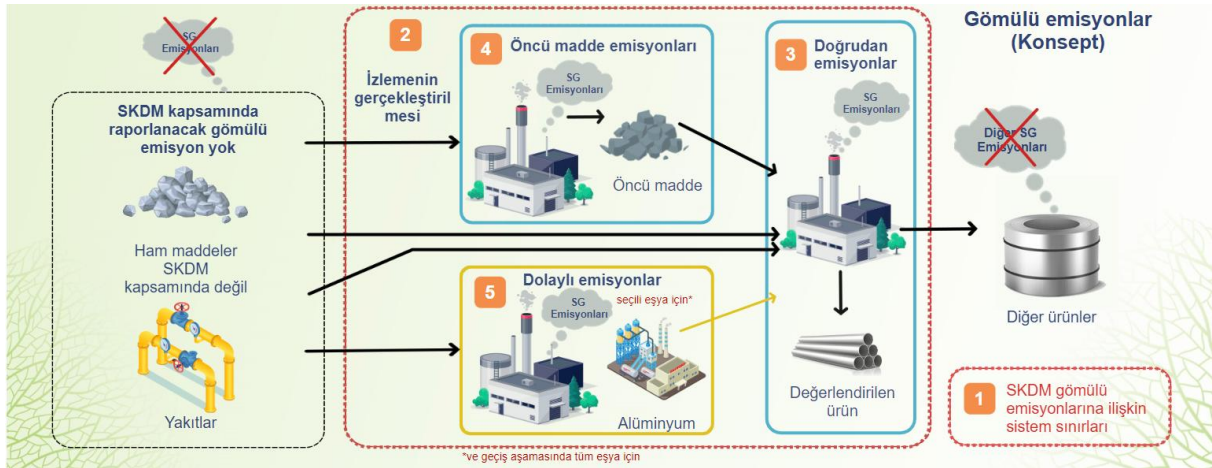 SG
Emisyonları
SKDM kapsamında
raporlanacak gömülü
emisyon yok
Ham maddeler
SKDM
kapsamında değil
Yakıtlar
2
İzlemenin
gerçekleştiril
mesi
4
Öncü madde emisyonları
SG
Emisyonları
Öncü madde
5
Dolaylı emisyonlar
SG
Emisyonları
seçili eşya için*
Alüminyum
*ve geçiş aşamasında tüm eşya için
3
Doğrudan
emisyonlar
SG
Emisyonları
Değerlendirilen
ürün
Gömülü emisyonlar
(Konsept)
Diğer SG
Emisyonları
Diğer ürünler
1
SKDM gömülü
emisyonlarına ilişkin
sistem sınırları